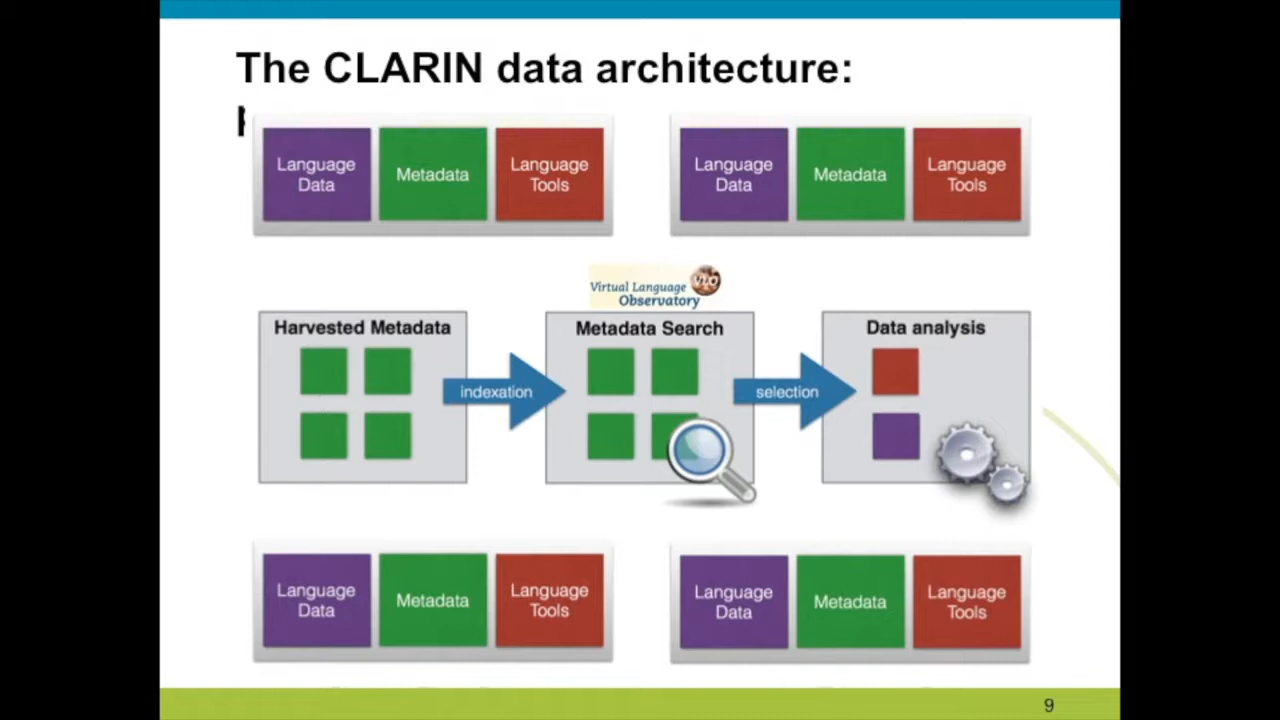 The CLARIN data architecture:
Language
Data
Metadata
Language
Tools
Language
Data
Metadata
Language
Tools
Virtual Language
Observatory
VLO
Harvested Metadata
indexation
Metadata Search
selection
Data analysis
Language
Data
Metadata
Language
Tools
Language
Data
Metadata
Language
Tools
9